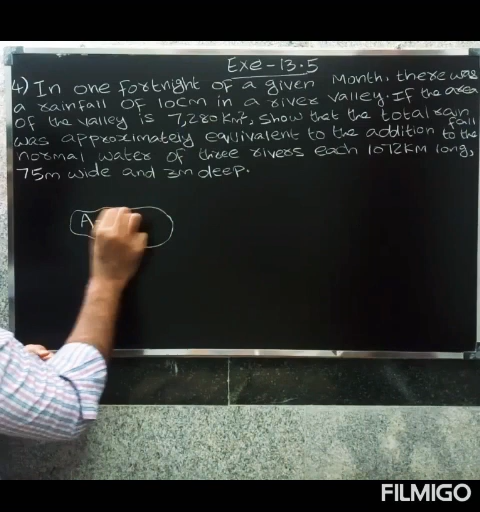 Exe-13.5
4) In one fortnight of a given Month, there was
a rainfall of 10cm in a river valley. If the area
of the valley is 7,280 km², show that the total rain
fall
was approximately equivalent to the addition to the
normal water of three rivers each 1072km long,
75m wide and 3m deep.
A
FILMIGO